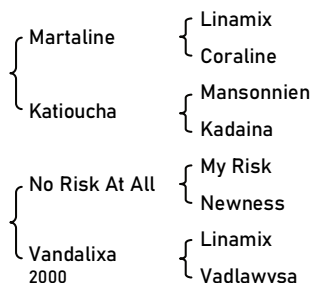 Linamix
Martaline
Coraline
Mansonnien
Katioucha
Kadaina
My Risk
No Risk At All
Newness
Linamix
Vandalixa
2000
Vadlawysa